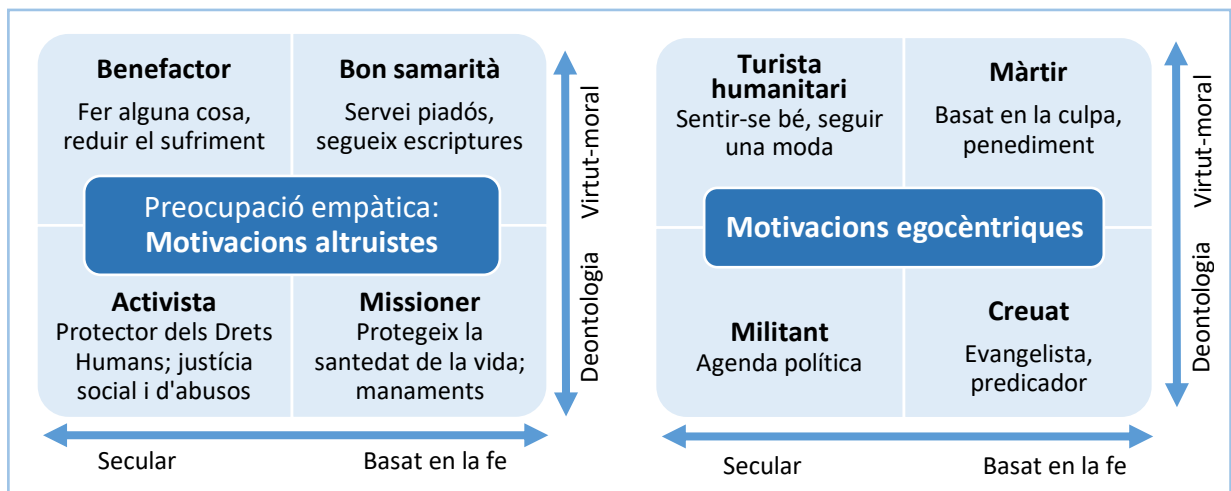 Benefactor
Fer alguna cosa,
reduir el sufriment
Bon samarità
Servei piadós,
segueix escriptures
Preocupació empàtica:
Motivacions altruistes
Activista
Protector dels Drets
Humans; justícia
social i d'abusos
Missioner
Protegeix la
santedat de la vida;
manaments
Virtut-moral
Deontologia
Secular
Basat en la fe
Turista
humanitari
Sentir-se bé, seguir
una moda
Màrtir
Basat en la culpa,
penediment
Motivacions egocèntriques
Militant
Agenda política
Creuat
Evangelista,
predicador
Virtut-moral
Deontologia
Secular
Basat en la fe